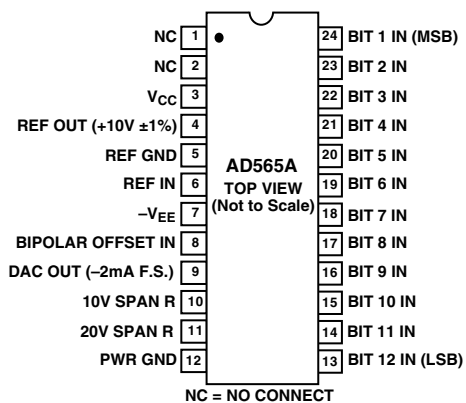 NC 1
NC 2
VCC 3
REF OUT (+10V ±1%) 4
REF GND 5
REF IN 6
–VEE 7
BIPOLAR OFFSET IN 8
DAC OUT (–2mA F.S.) 9
10V SPAN R 10
20V SPAN R 11
PWR GND 12
AD565A
TOP VIEW
(Not to Scale)
24 BIT 1 IN (MSB)
23 BIT 2 IN
22 BIT 3 IN
21 BIT 4 IN
20 BIT 5 IN
19 BIT 6 IN
18 BIT 7 IN
17 BIT 8 IN
16 BIT 9 IN
15 BIT 10 IN
14 BIT 11 IN
13 BIT 12 IN (LSB)
NC = NO CONNECT